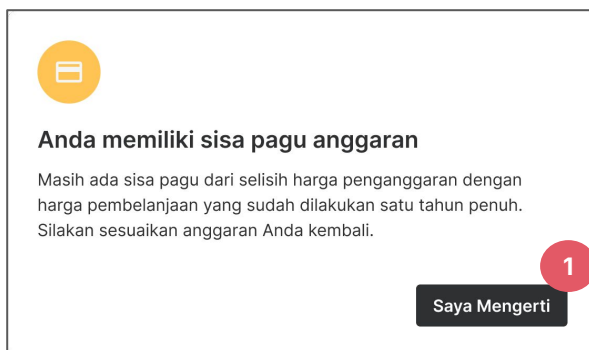 Anda memiliki sisa pagu anggaran
Masih ada sisa pagu dari selisih harga penganggaran dengan
harga pembelanjaan yang sudah dilakukan satu tahun penuh.
Silakan sesuaikan anggaran Anda kembali.
1
Saya Mengerti